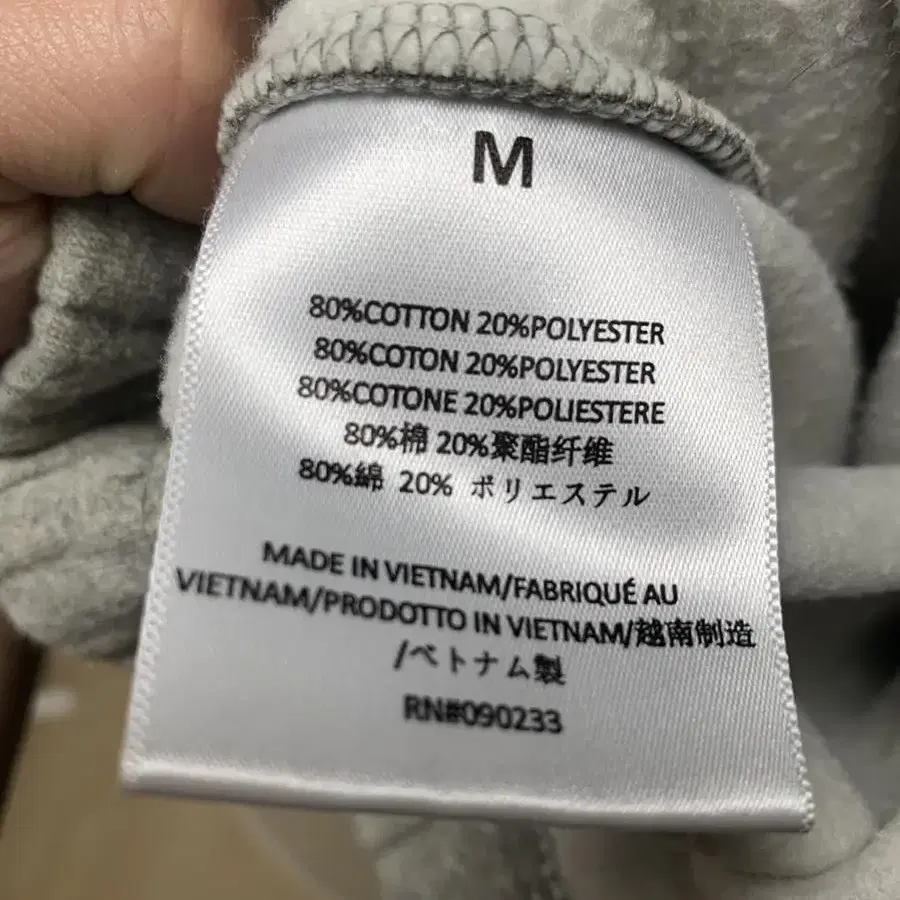 M
80%COTTON 20%POLYESTER
80%COTON 20%POLYESTER
80%COTONE 20%POLIESTERE
80%棉 20%聚酯纤维
80%綿 20% ポリエステル
MADE IN VIETNAM/FABRIQUÉ AU
VIETNAM/PRODOTTO IN VIETNAM/越南制造
/ベトナム製
RN#090233